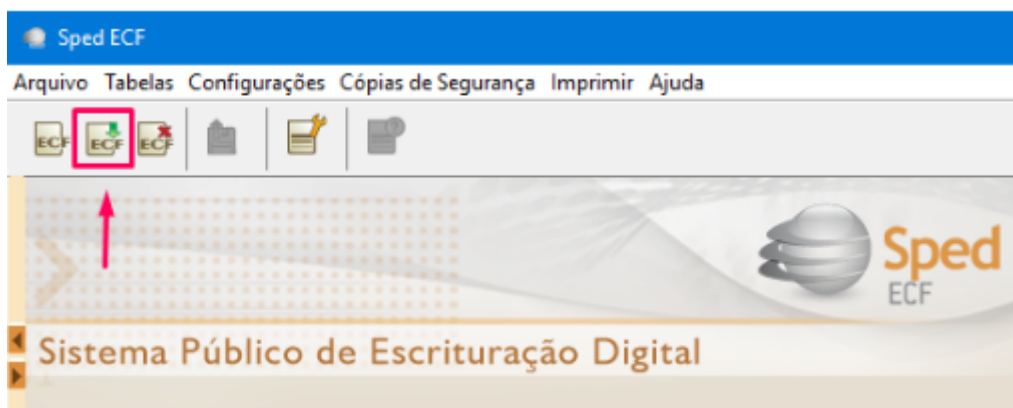 Sped ECF
Arquivo Tabelas Configurações Cópias de Segurança Imprimir Ajuda
ECF ECF ECF
Sped
ECF
Sistema Público de Escrituração Digital